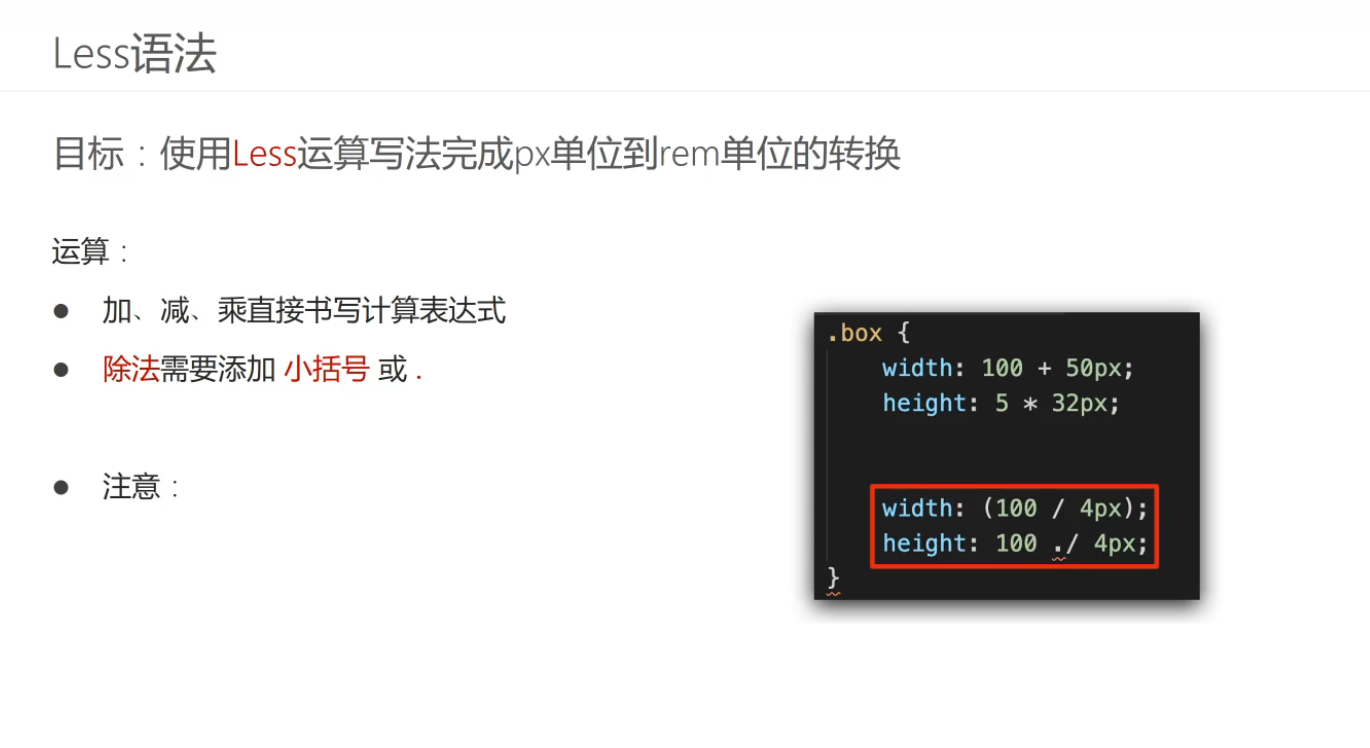 Less语法
目标：使用Less运算写法完成px单位到rem单位的转换
运算：
● 加、减、乘直接书写计算表达式
● 除法需要添加 小括号 或 .
● 注意：
.box {
width: 100 + 50px;
height: 5 * 32px;
width: (100 / 4px);
height: 100 ./ 4px;
}